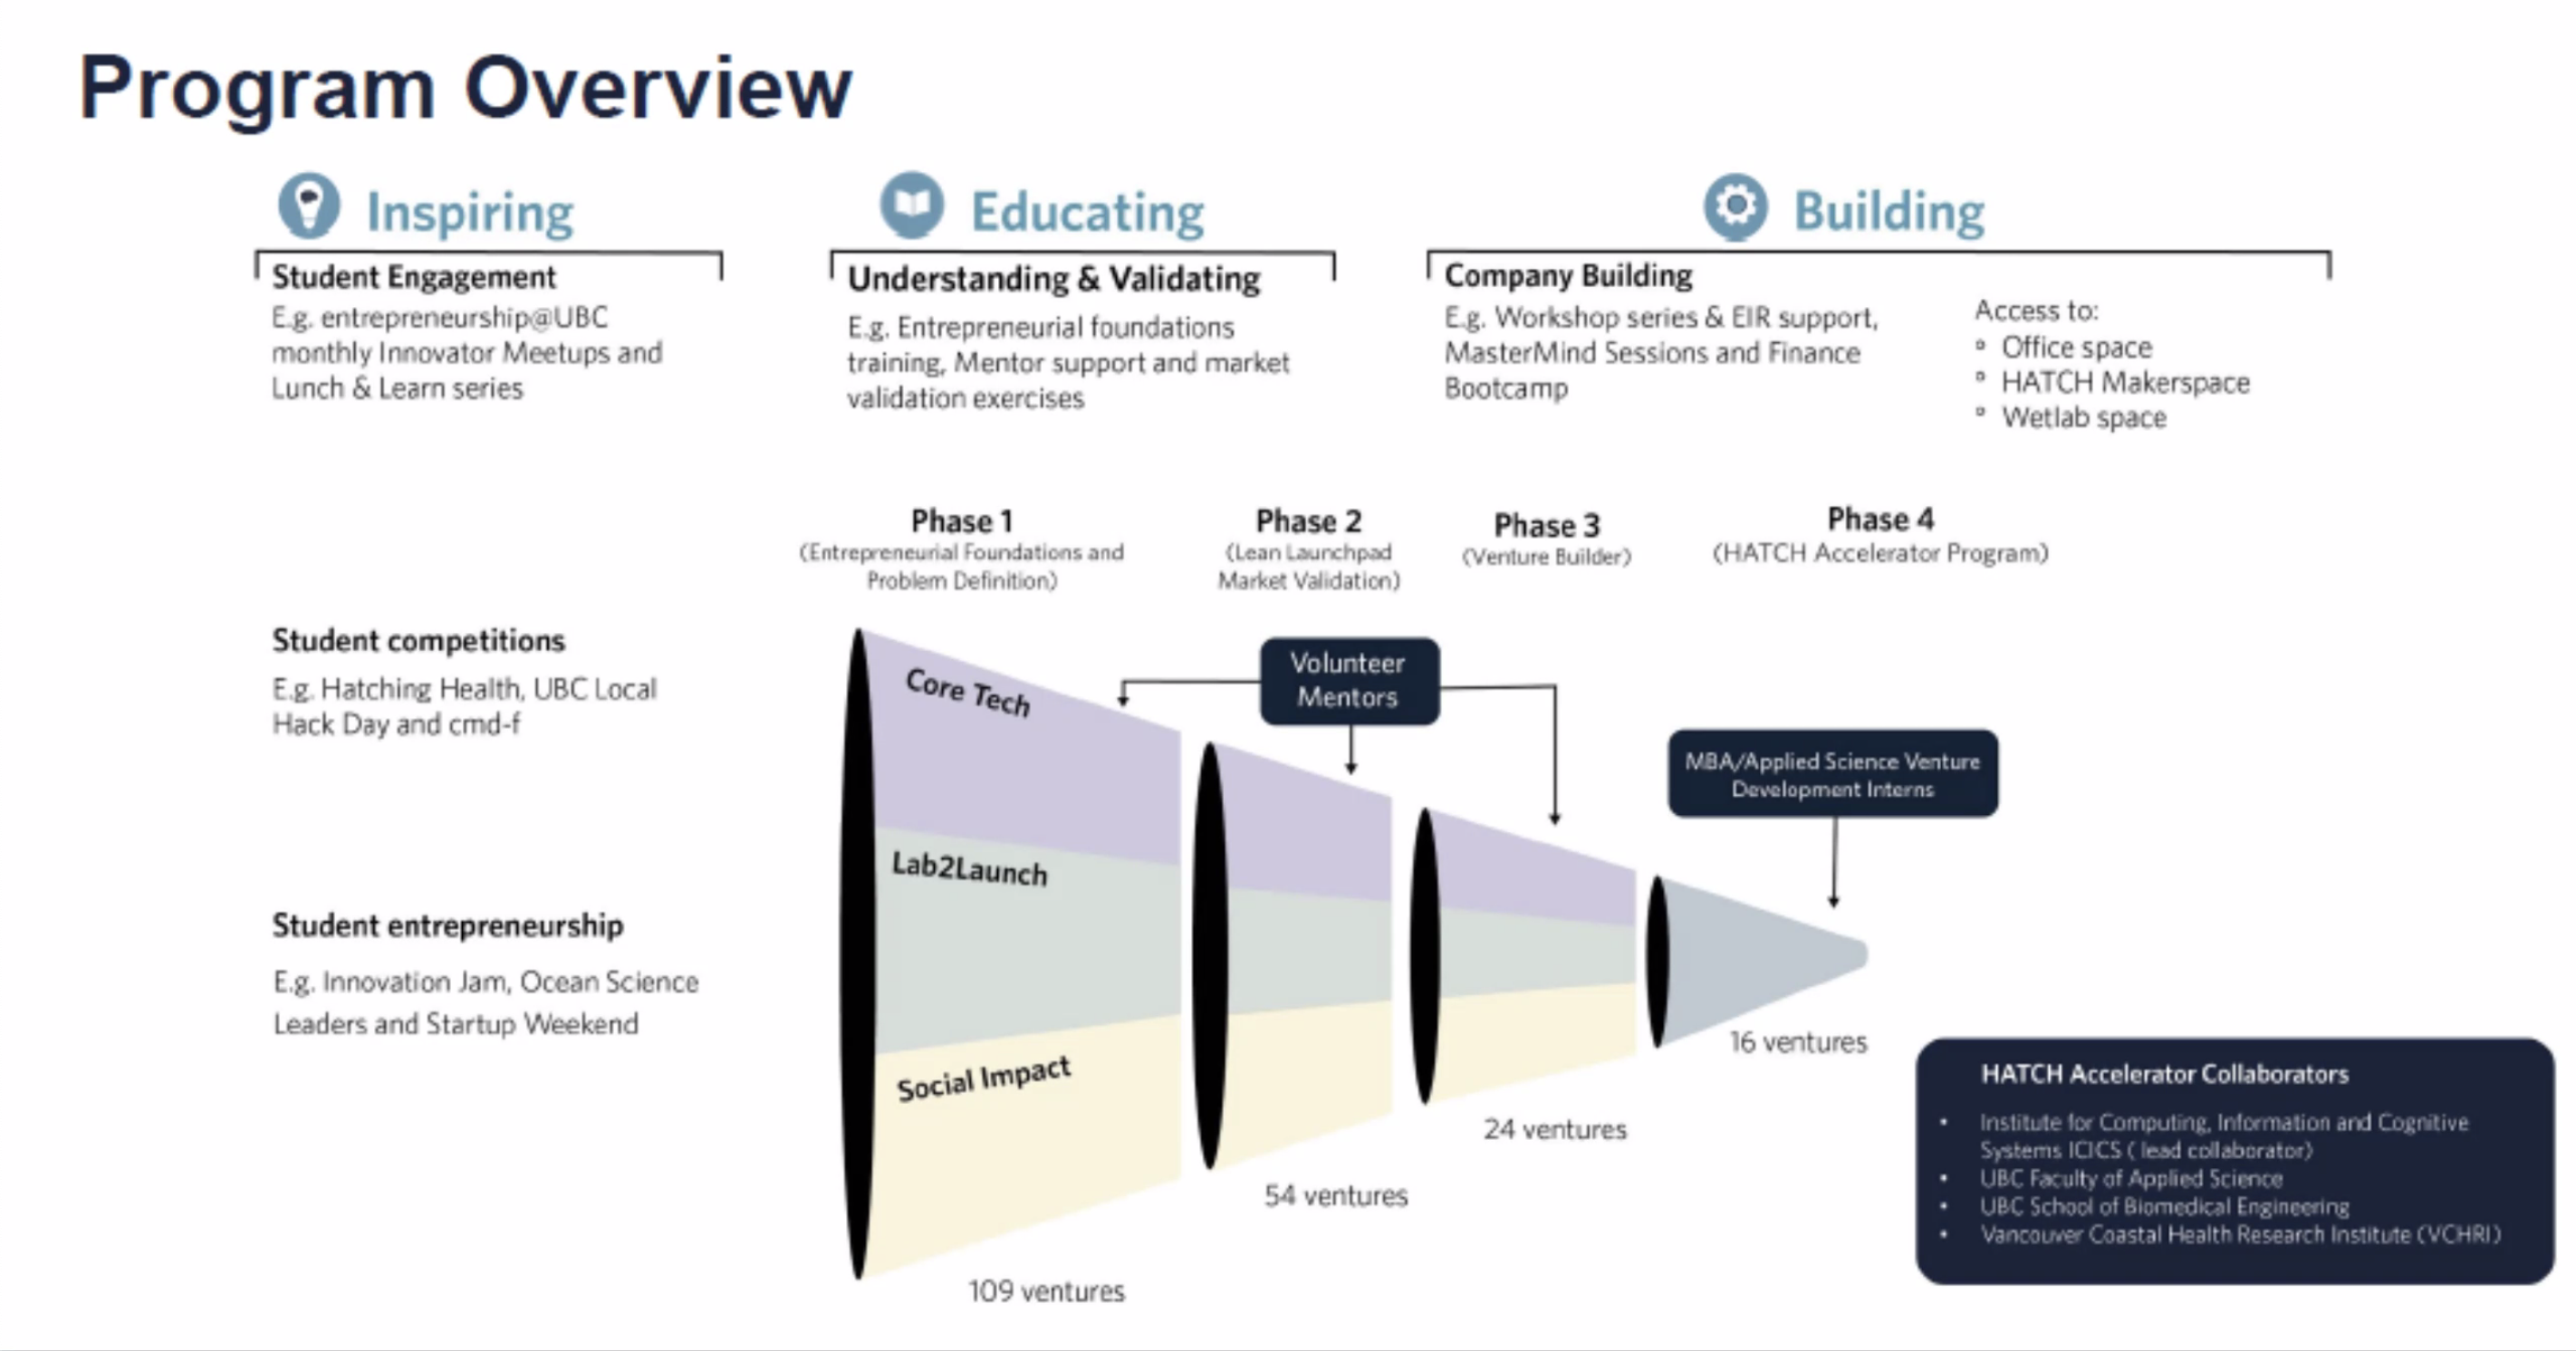 Program Overview
Inspiring
Student Engagement
E.g. entrepreneurship@UBC
monthly Innovator Meetups and
Lunch & Learn series
Educating
Understanding & Validating
E.g. Entrepreneurial foundations
training, Mentor support and market
validation exercises
Building
Company Building
E.g. Workshop series & EIR support,
MasterMind Sessions and Finance
Bootcamp
Access to:
° Office space
° HATCH Makerspace
° Wetlab space
Phase 1
(Entrepreneurial Foundations and
Problem Definition)
Phase 2
(Lean Launchpad
Market Validation)
Phase 3
(Venture Builder)
Phase 4
(HATCH Accelerator Program)
Student competitions
E.g. Hatching Health, UBC Local
Hack Day and cmd-f
Student entrepreneurship
E.g. Innovation Jam, Ocean Science
Leaders and Startup Weekend
Core Tech
Lab2Launch
Social Impact
Volunteer
Mentors
MBA/Applied Science Venture
Development Interns
109 ventures
54 ventures
24 ventures
16 ventures
HATCH Accelerator Collaborators
• Institute for Computing, Information and Cognitive
Systems ICICS ( lead collaborator)
• UBC Faculty of Applied Science
• UBC School of Biomedical Engineering
• Vancouver Coastal Health Research Institute (VCHRI)